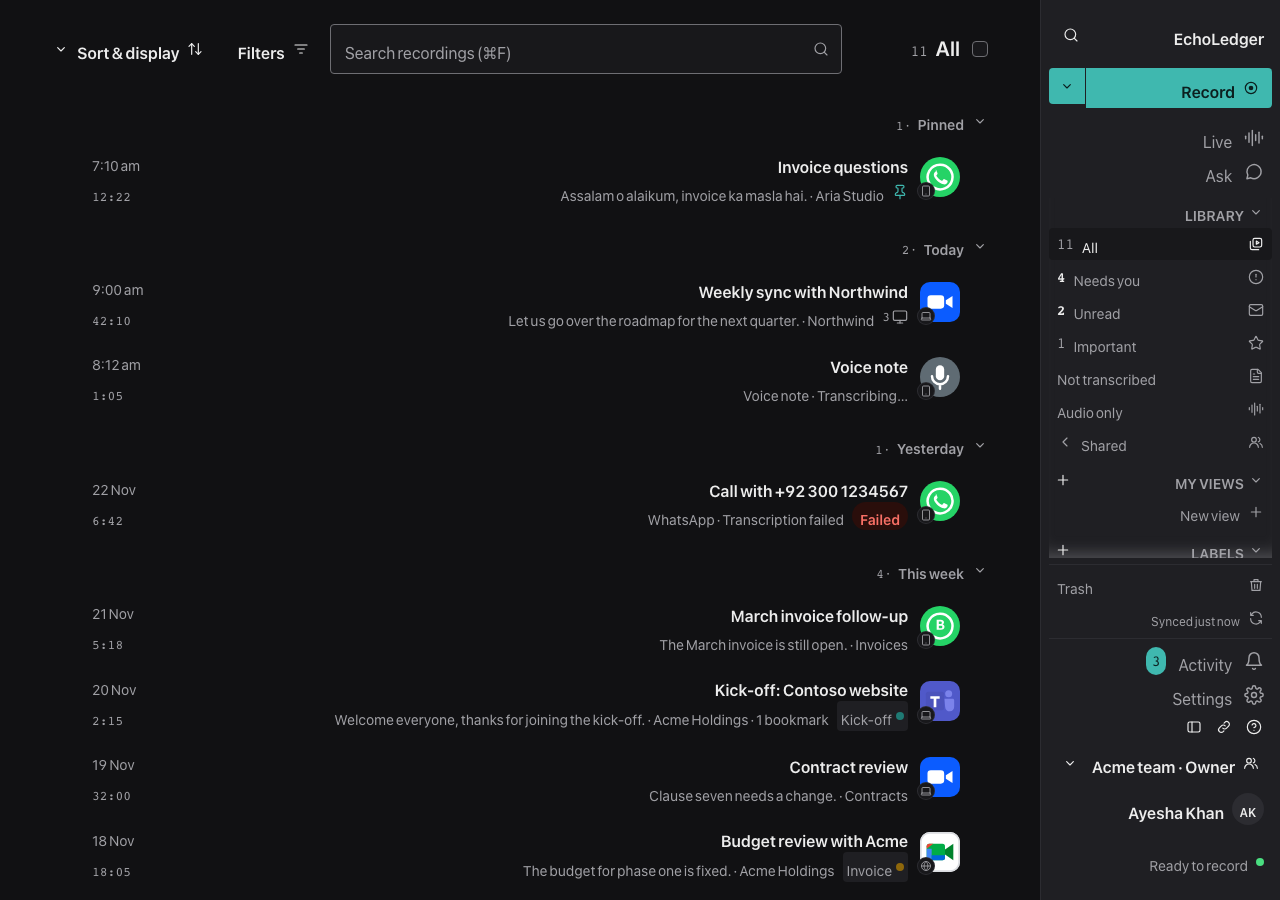 EchoLedger
Record
Live
Ask
LIBRARY
All 11
Needs you 4
Unread 2
Important 1
Not transcribed
Audio only
Shared
MY VIEWS
New view
LABELS
Trash
Synced just now
Activity 3
Settings
Acme team · Owner
AK Ayesha Khan
Ready to record
All 11
Search recordings (⌘F)
Filters
Sort & display
Pinned · 1
Invoice questions
7:10 am
Assalam o alaikum, invoice ka masla hai. · Aria Studio
12:22
Today · 2
Weekly sync with Northwind
9:00 am
3 Let us go over the roadmap for the next quarter. · Northwind
42:10
Voice note
8:12 am
Voice note · Transcribing…
1:05
Yesterday · 1
Call with +92 300 1234567
22 Nov
Failed WhatsApp · Transcription failed
6:42
This week · 4
B
March invoice follow-up
21 Nov
The March invoice is still open. · Invoices
5:18
T
Kick-off: Contoso website
20 Nov
Kick-off Welcome everyone, thanks for joining the kick-off. · Acme Holdings · 1 bookmark
2:15
Contract review
19 Nov
Clause seven needs a change. · Contracts
32:00
Budget review with Acme
18 Nov
Invoice The budget for phase one is fixed. · Acme Holdings
18:05